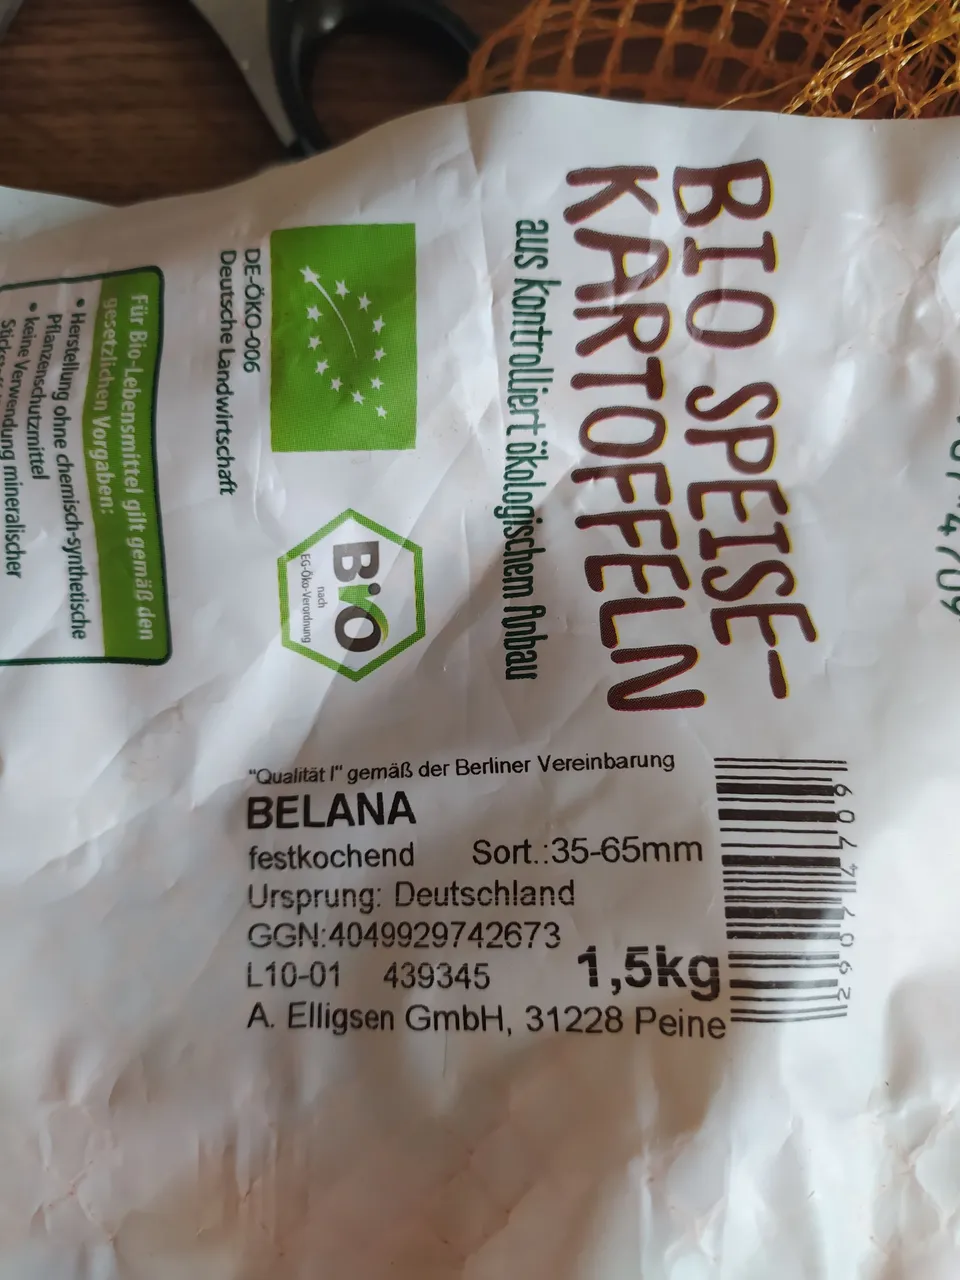 BIO SPEISE-
KARTOFFELN
aus kontrolliert ökologischem Anbau
DE-ÖKO-006
Deutsche Landwirtschaft
BiO
nach
EG-Öko-Verordnung
Für Bio-Lebensmittel gilt gemäß den
gesetzlichen Vorgaben:
• Herstellung ohne chemisch-synthetische
Pflanzenschutzmittel
• keine Verwendung mineralischer
"Qualität I" gemäß der Berliner Vereinbarung
BELANA
festkochend Sort.:35-65mm
Ursprung: Deutschland
GGN:4049929742673
L10-01 439345 1,5kg
A. Elligsen GmbH, 31228 Peine